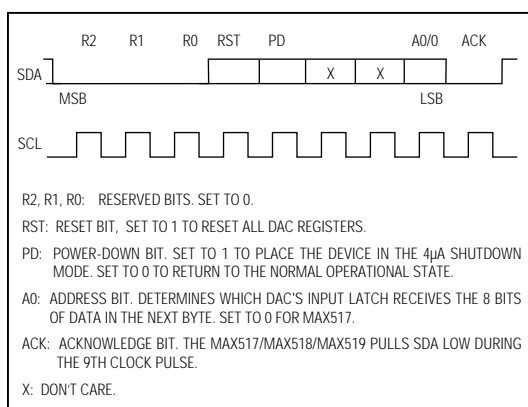 R2 R1 R0 RST PD A0/0 ACK
SDA X X
MSB LSB
SCL
R2, R1, R0: RESERVED BITS. SET TO 0.
RST: RESET BIT, SET TO 1 TO RESET ALL DAC REGISTERS.
PD: POWER-DOWN BIT. SET TO 1 TO PLACE THE DEVICE IN THE 4µA SHUTDOWN
MODE. SET TO 0 TO RETURN TO THE NORMAL OPERATIONAL STATE.
A0: ADDRESS BIT. DETERMINES WHICH DAC'S INPUT LATCH RECEIVES THE 8 BITS
OF DATA IN THE NEXT BYTE. SET TO 0 FOR MAX517.
ACK: ACKNOWLEDGE BIT. THE MAX517/MAX518/MAX519 PULLS SDA LOW DURING
THE 9TH CLOCK PULSE.
X: DON'T CARE.